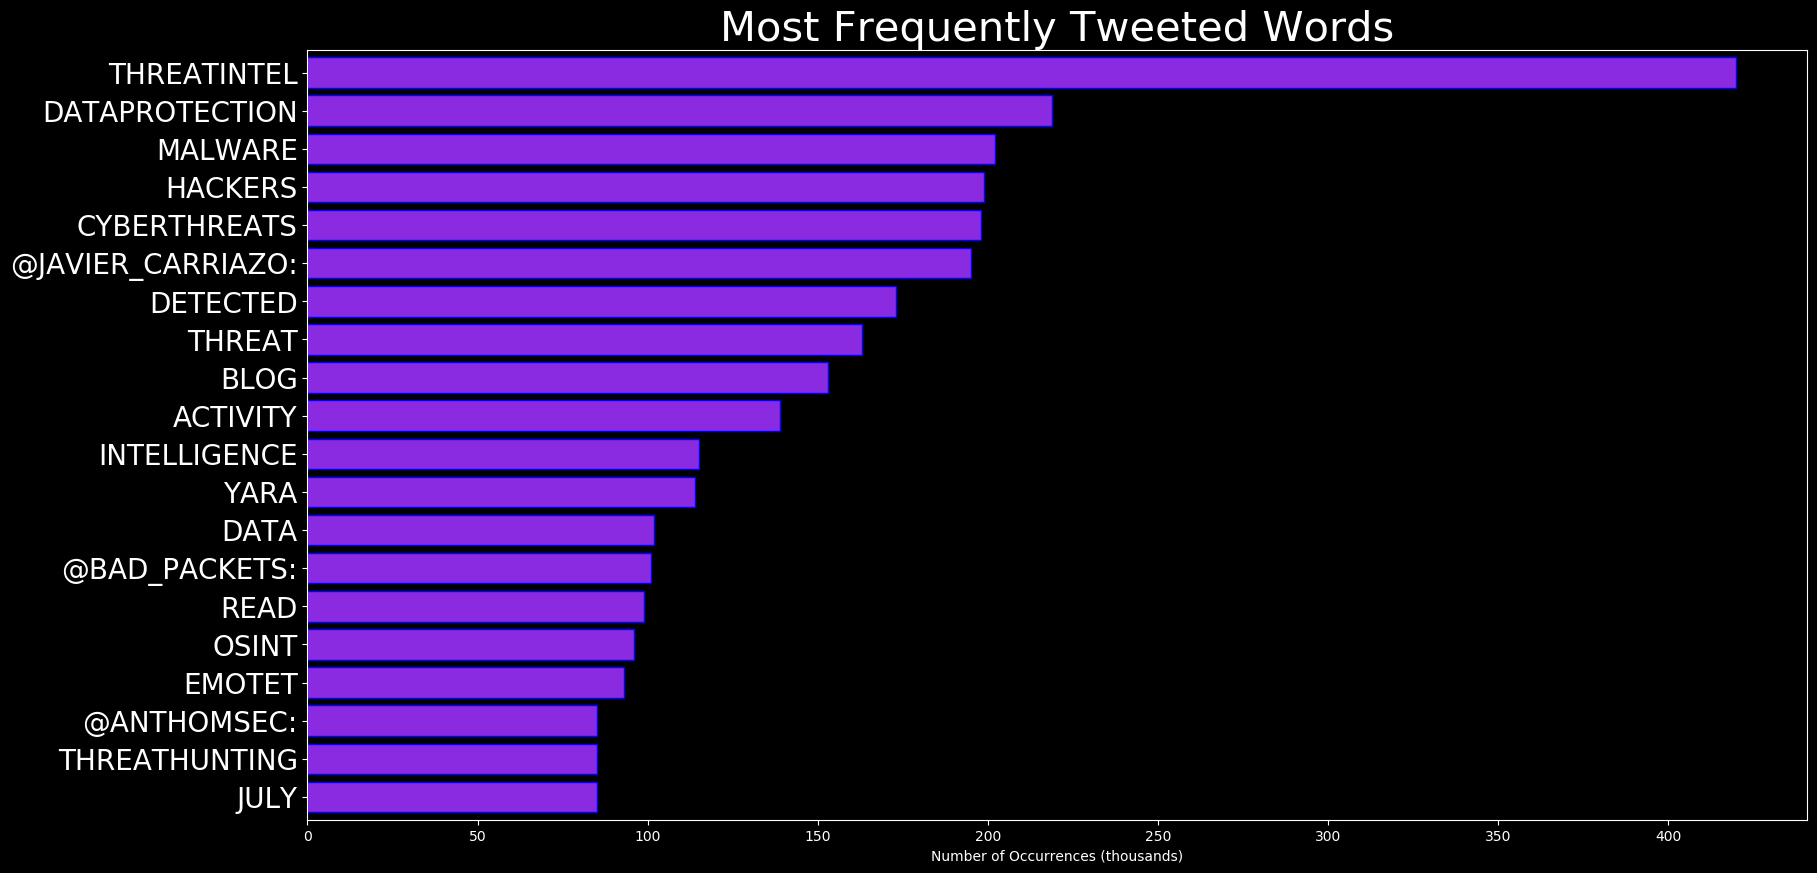 Most Frequently Tweeted Words
THREATINTEL
DATAPROTECTION
MALWARE
HACKERS
CYBERTHREATS
@JAVIER_CARRIAZO:
DETECTED
THREAT
BLOG
ACTIVITY
INTELLIGENCE
YARA
DATA
@BAD_PACKETS:
READ
OSINT
EMOTET
@ANTHOMSEC:
THREATHUNTING
JULY
0 50 100 150 200 250 300 350 400
Number of Occurrences (thousands)